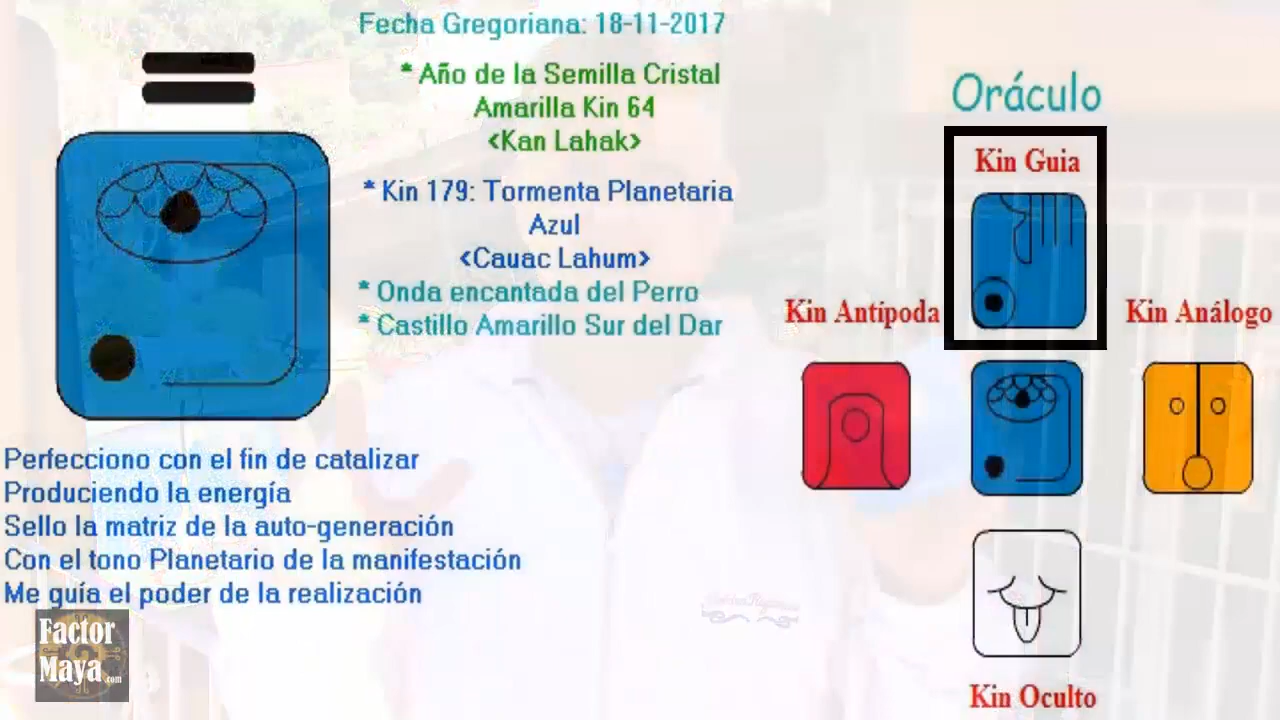 Fecha Gregoriana: 18-11-2017
* Año de la Semilla Cristal
Amarilla Kin 64
<Kan Lahak>
* Kin 179: Tormenta Planetaria
Azul
<Cauac Lahum>
* Onda encantada del Perro
* Castillo Amarillo Sur del Dar
Perfecciono con el fin de catalizar
Produciendo la energía
Sello la matriz de la auto-generación
Con el tono Planetario de la manifestación
Me guía el poder de la realización
Factor
Maya.com
Oráculo
Kin Guia
Kin Antípoda
Kin Análogo
Kin Oculto